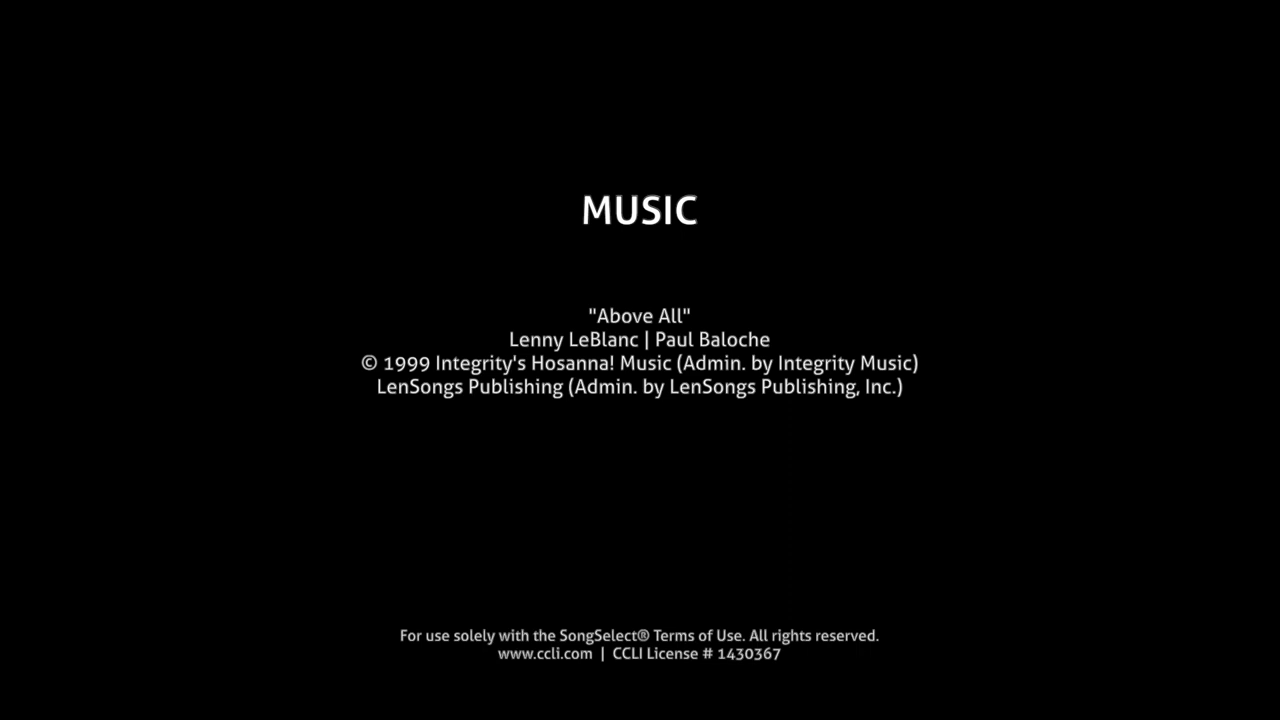 MUSIC
"Above All"
Lenny LeBlanc | Paul Baloche
© 1999 Integrity's Hosanna! Music (Admin. by Integrity Music)
LenSongs Publishing (Admin. by LenSongs Publishing, Inc.)
For use solely with the SongSelect® Terms of Use. All rights reserved.
www.ccli.com | CCLI License # 1430367